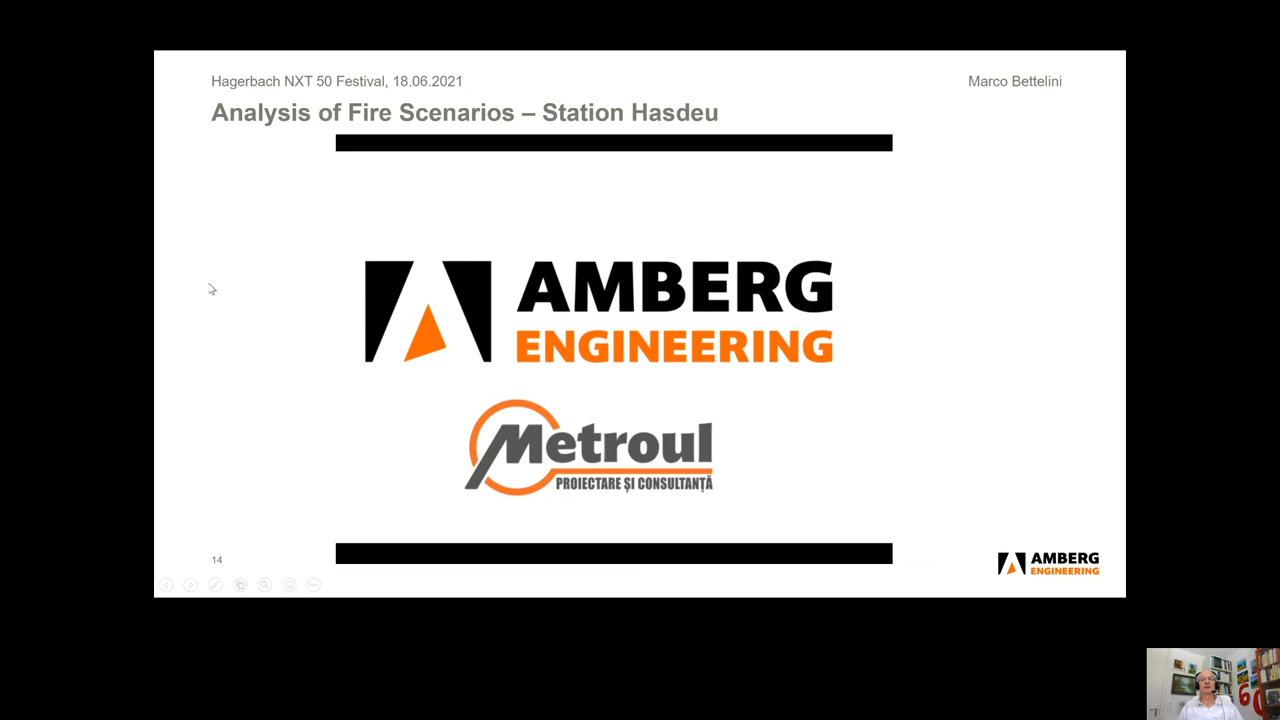 Hagerbach NXT 50 Festival, 18.06.2021
Marco Bettelini
Analysis of Fire Scenarios – Station Hasdeu
AMBERG
ENGINEERING
Metroul
PROIECTARE ȘI CONSULTANȚĂ
14
AMBERG
ENGINEERING
60